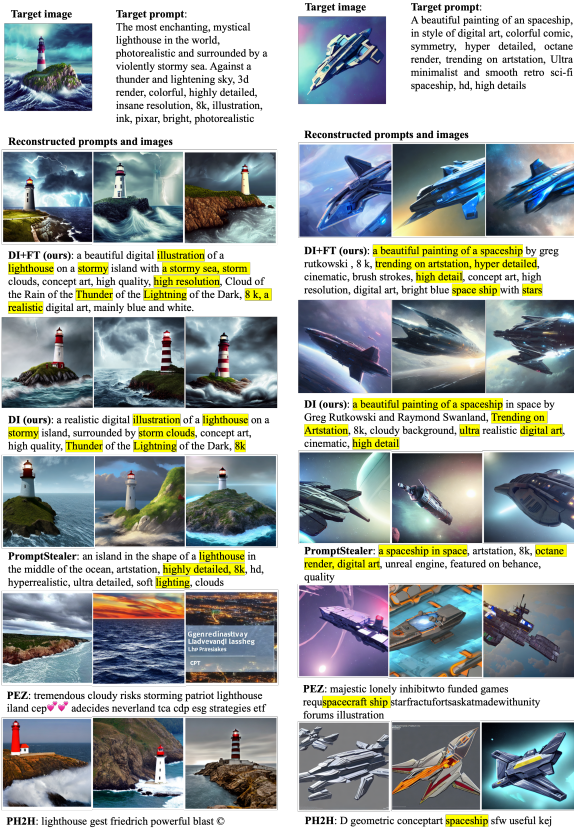 Target image
Target prompt:
The most enchanting, mystical
lighthouse in the world,
photorealistic and surrounded by a
violently stormy sea. Against a
thunder and lightening sky, 3d
render, colorful, highly detailed,
insane resolution, 8k, illustration,
ink, pixar, bright, photorealistic
Reconstructed prompts and images
DI+FT (ours): a beautiful digital illustration of a
lighthouse on a stormy island with a stormy sea, storm
clouds, concept art, high quality, high resolution, Cloud of
the Rain of the Thunder of the Lightning of the Dark, 8 k, a
realistic digital art, mainly blue and white.
DI (ours): a realistic digital illustration of a lighthouse on a
stormy island, surrounded by storm clouds, concept art,
high quality, Thunder of the Lightning of the Dark, 8k
PromptStealer: an island in the shape of a lighthouse in
the middle of the ocean, artstation, highly detailed, 8k, hd,
hyperrealistic, ultra detailed, soft lighting, clouds
Ggenredinasttvay
Lladvevandl lassheg
CPT
PEZ: tremendous cloudy risks storming patriot lighthouse
iland cep💕💕 adecides neverland tca cdp esg strategies etf
PH2H: lighthouse gest friedrich powerful blast ©
Target image
Target prompt:
A beautiful painting of an spaceship,
in style of digital art, colorful comic,
symmetry, hyper detailed, octane
render, trending on artstation, Ultra
minimalist and smooth retro sci-fi
spaceship, hd, high details
Reconstructed prompts and images
DI+FT (ours): a beautiful painting of a spaceship by greg
rutkowski , 8 k, trending on artstation, hyper detailed,
cinematic, brush strokes, high detail, concept art, high
resolution, digital art, bright blue space ship with stars
DI (ours): a beautiful painting of a spaceship in space by
Greg Rutkowski and Raymond Swanland, Trending on
Artstation, 8k, cloudy background, ultra realistic digital art,
cinematic, high detail
PromptStealer: a spaceship in space, artstation, 8k, octane
render, digital art, unreal engine, featured on behance,
quality
PEZ: majestic lonely inhibitwto funded games
requspacecraft ship starfractufortsaskatmadewithunity
forums illustration
PH2H: D geometric conceptart spaceship sfw useful kej